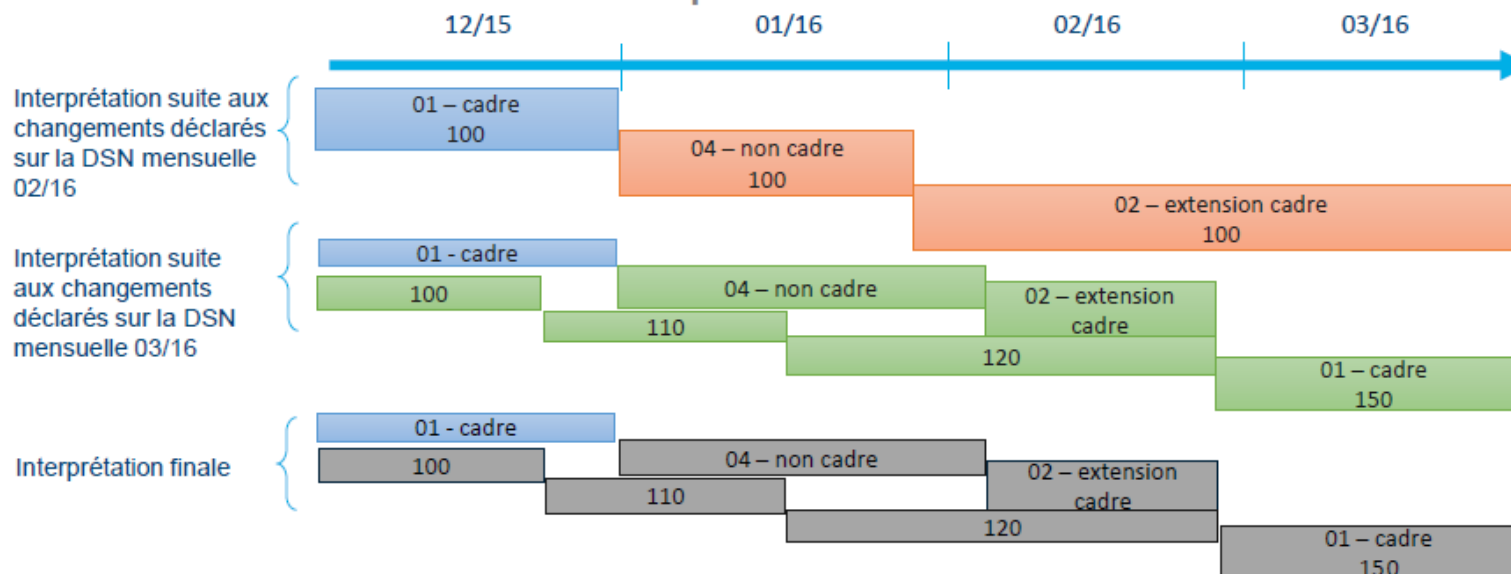 12/15
01/16
02/16
03/16
Interprétation suite aux
changements déclarés
sur la DSN mensuelle
02/16
01 – cadre
100
04 – non cadre
100
02 – extension cadre
100
Interprétation suite
aux changements
déclarés sur la DSN
mensuelle 03/16
01 - cadre
100
04 – non cadre
110
02 – extension
cadre
120
01 – cadre
150
Interprétation finale
01 - cadre
100
04 – non cadre
110
02 – extension
cadre
120
01 – cadre
150